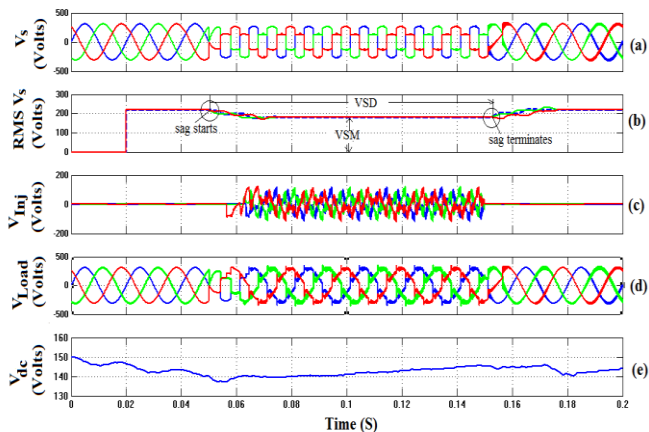 500
0
-500
Vs
(Volts)
(a)
300
200
100
0
RMS Vs
(Volts)
VSD
VSM
sag starts
sag terminates
(b)
200
0
-200
VInj
(Volts)
(c)
500
0
-500
VLoad
(Volts)
(d)
160
150
140
130
Vdc
(Volts)
(e)
0 0.02 0.04 0.06 0.08 0.1 0.12 0.14 0.16 0.18 0.2
Time (S)